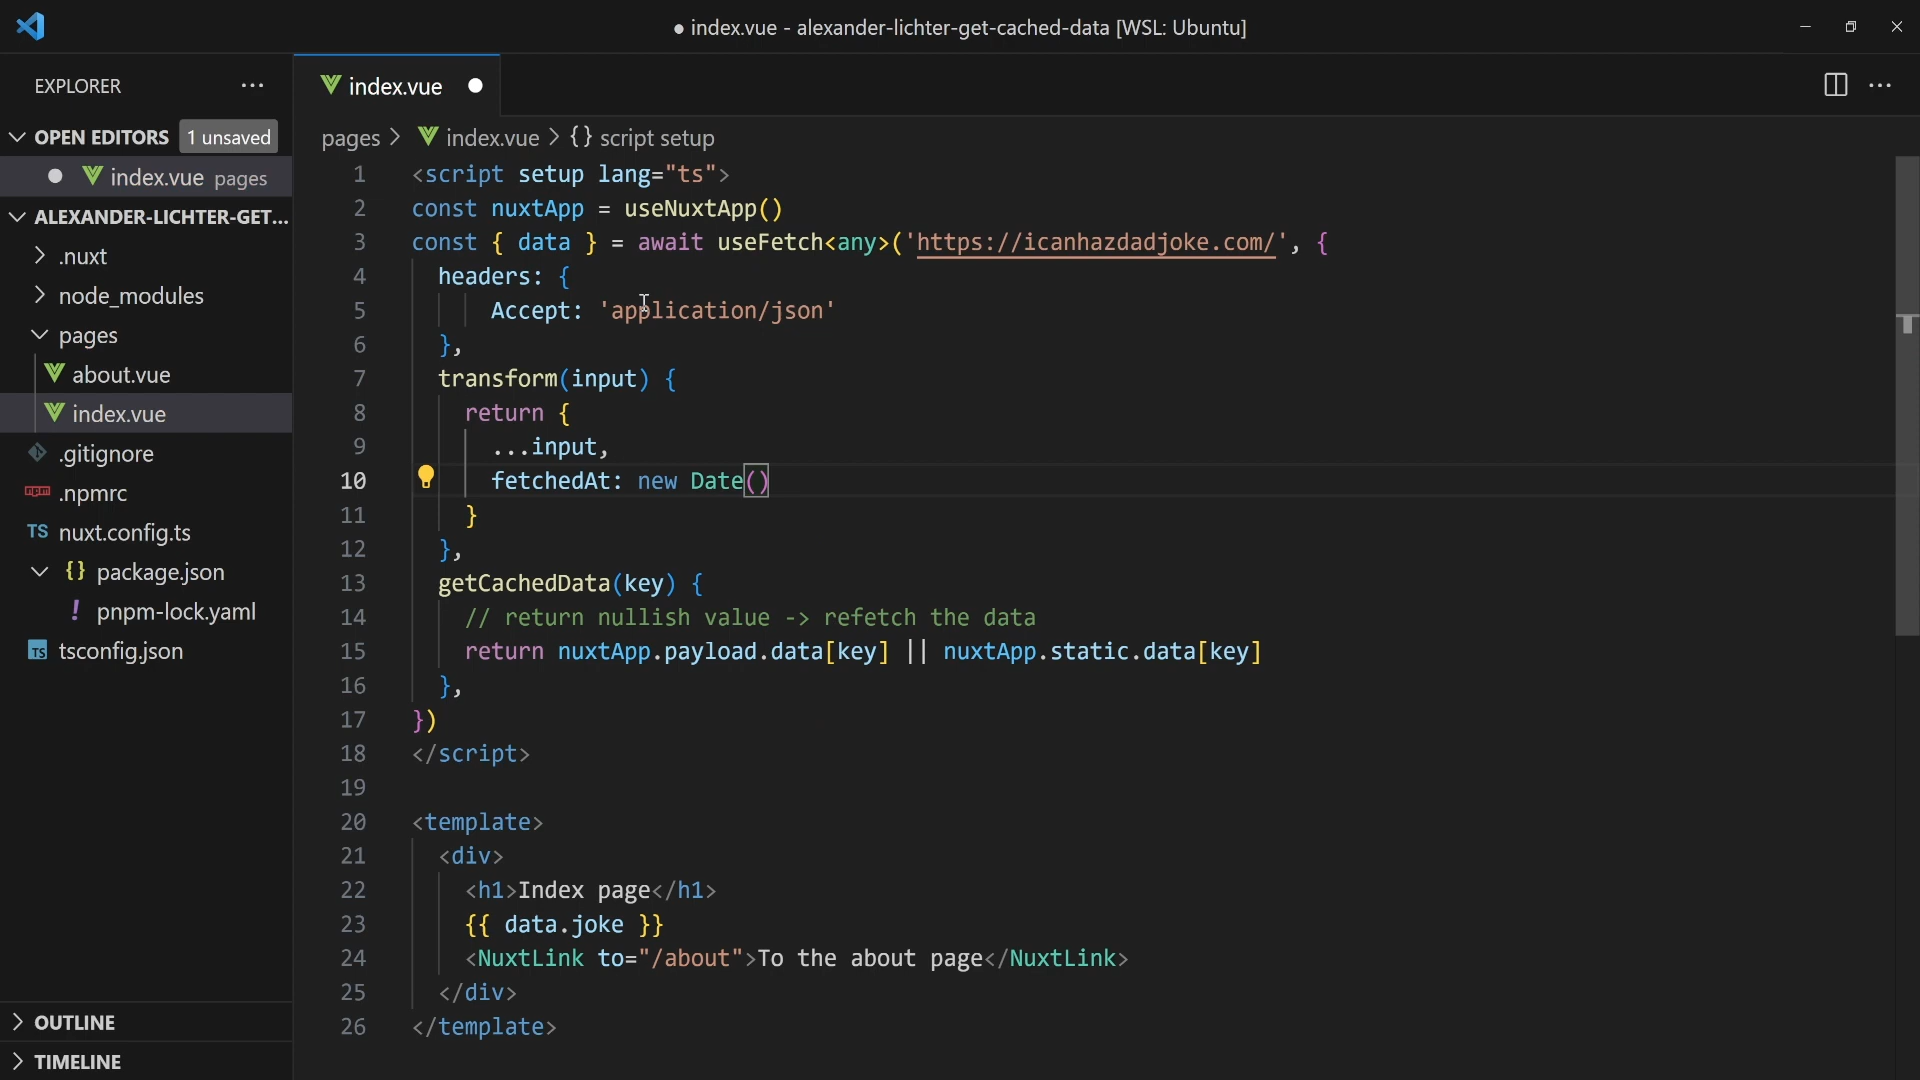 index.vue - alexander-lichter-get-cached-data [WSL: Ubuntu]
EXPLORER
OPEN EDITORS 1 unsaved
index.vue pages
ALEXANDER-LICHTER-GET...
.nuxt
node_modules
pages
about.vue
index.vue
.gitignore
.npmrc
TS nuxt.config.ts
{} package.json
! pnpm-lock.yaml
TS tsconfig.json
OUTLINE
TIMELINE
index.vue
pages > index.vue > {} script setup
1 <script setup lang="ts">
2 const nuxtApp = useNuxtApp()
3 const { data } = await useFetch<any>('https://icanhazdadjoke.com/', {
4 headers: {
5 Accept: 'application/json'
6 },
7 transform(input) {
8 return {
9 ...input,
10 fetchedAt: new Date()
11 }
12 },
13 getCachedData(key) {
14 // return nullish value -> refetch the data
15 return nuxtApp.payload.data[key] || nuxtApp.static.data[key]
16 },
17 })
18 </script>
19
20 <template>
21 <div>
22 <h1>Index page</h1>
23 {{ data.joke }}
24 <NuxtLink to="/about">To the about page</NuxtLink>
25 </div>
26 </template>